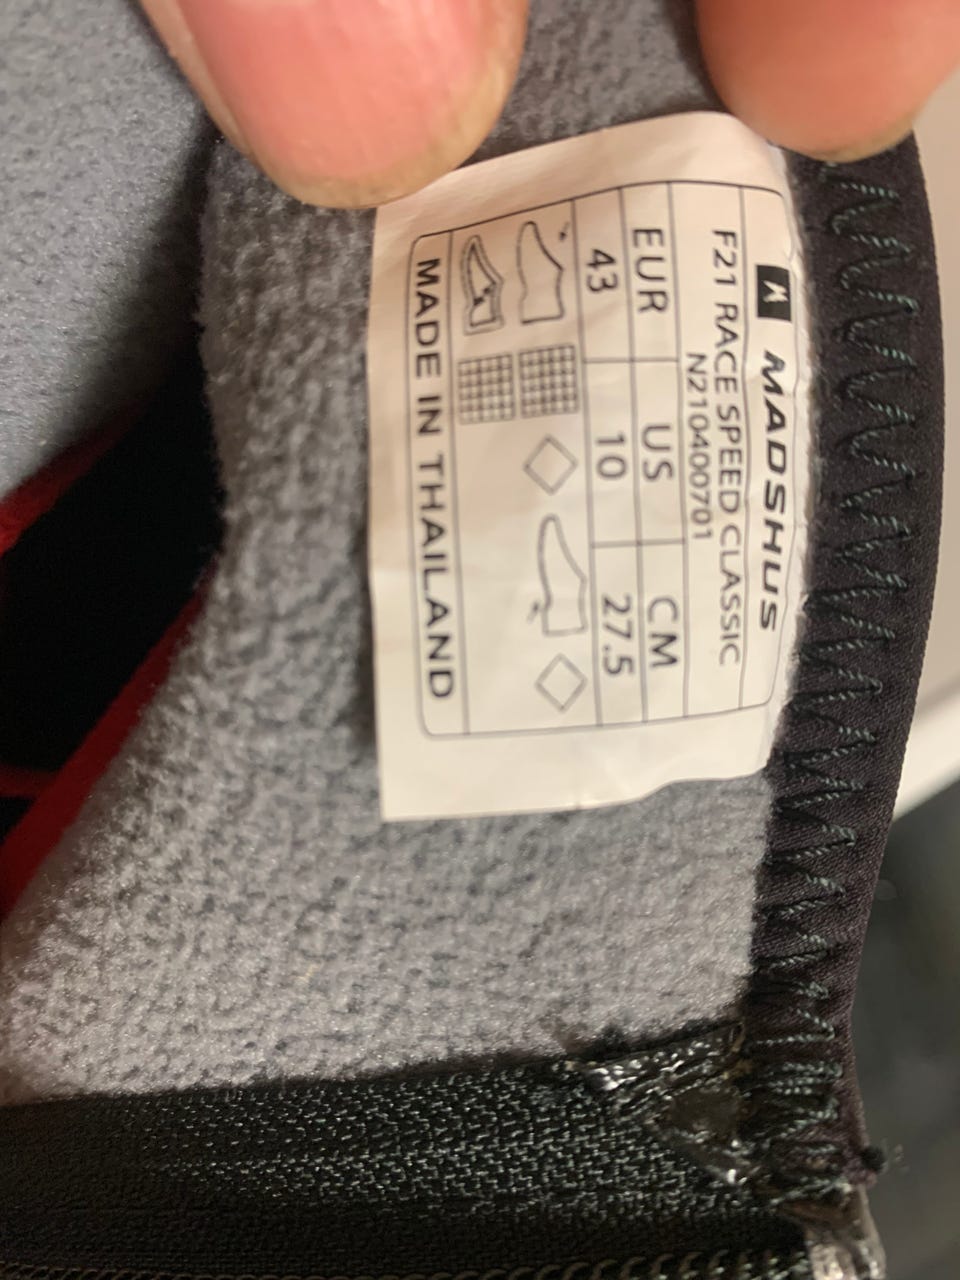 MADSHUS
F21 RACE SPEED CLASSIC
N210400701
EUR US CM
43 10 27.5
MADE IN THAILAND